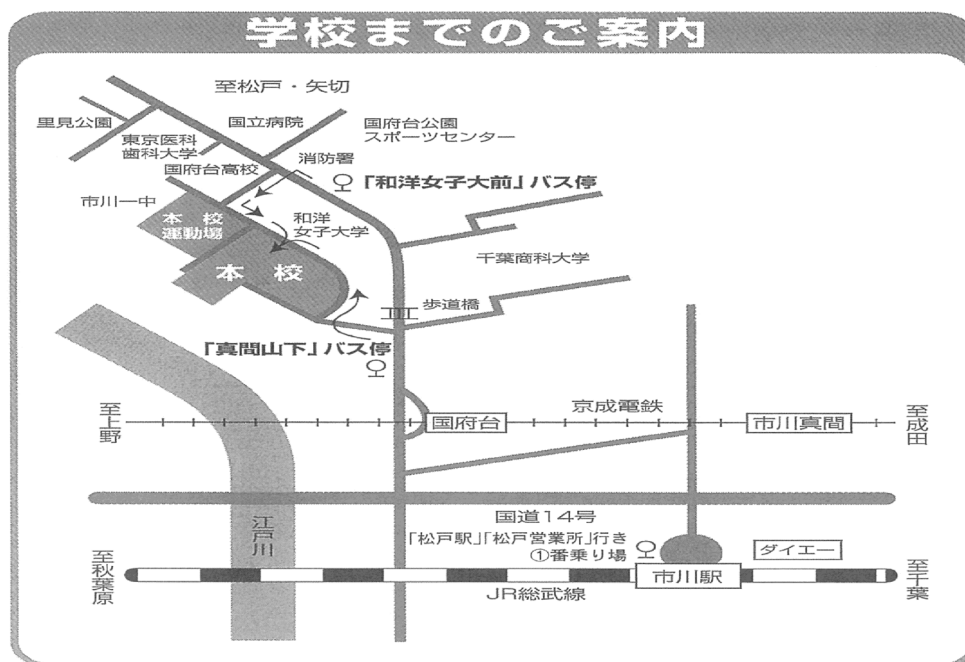 学校までのご案内
至松戸・矢切
里見公園
国立病院
国府台公園
スポーツセンター
東京医科
歯科大学
国府台高校
消防署
「和洋女子大前」バス停
市川一中
本校
運動場
和洋
女子大学
千葉商科大学
本校
歩道橋
「真間山下」バス停
至上野
国府台
京成電鉄
市川真間
至成田
江戸川
国道14号
「松戸駅」「松戸営業所」行き
①番乗り場
ダイエー
至秋葉原
市川駅
至千葉
JR総武線